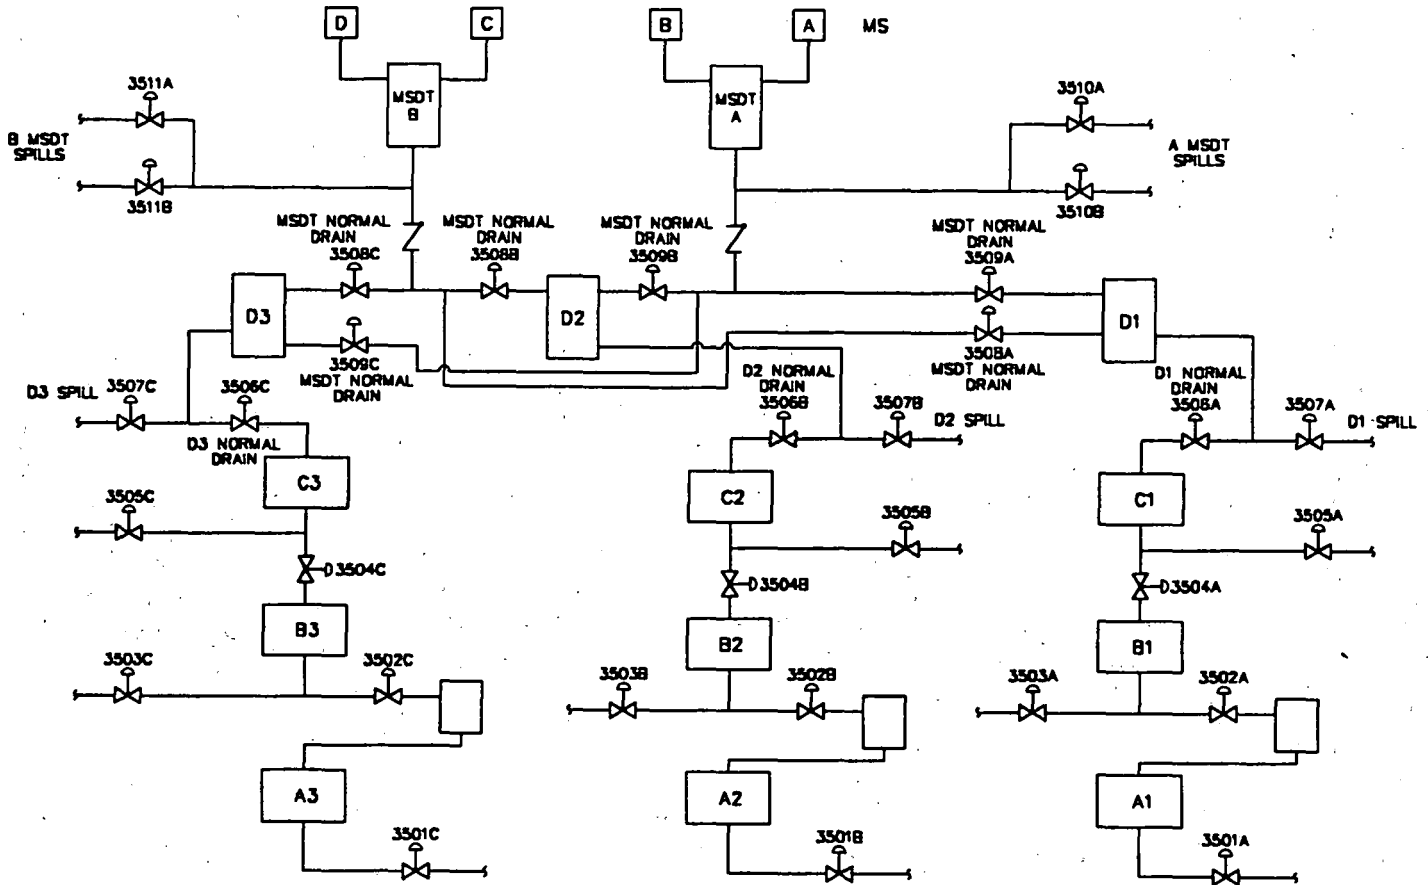 D
C
B
A
MS
MSDT
B
MSDT
A
3511A
3510A
B MSDT
SPILLS
A MSDT
SPILLS
3511B
3510B
MSDT NORMAL
DRAIN
3508C
MSDT NORMAL
DRAIN
3508B
MSDT NORMAL
DRAIN
3509B
MSDT NORMAL
DRAIN
3509A
D3
D2
D1
3509C
MSDT NORMAL
DRAIN
3508A
MSDT NORMAL
DRAIN
D3 SPILL
3507C
3506C
D3 NORMAL
DRAIN
D2 NORMAL
DRAIN
3506B
3507B
D2 SPILL
D1 NORMAL
DRAIN
3506A
3507A
D1 SPILL
C3
C2
C1
3505C
3505B
3505A
3504C
3504B
3504A
B3
B2
B1
3503C
3502C
3503B
3502B
3503A
3502A
A3
A2
A1
3501C
3501B
3501A